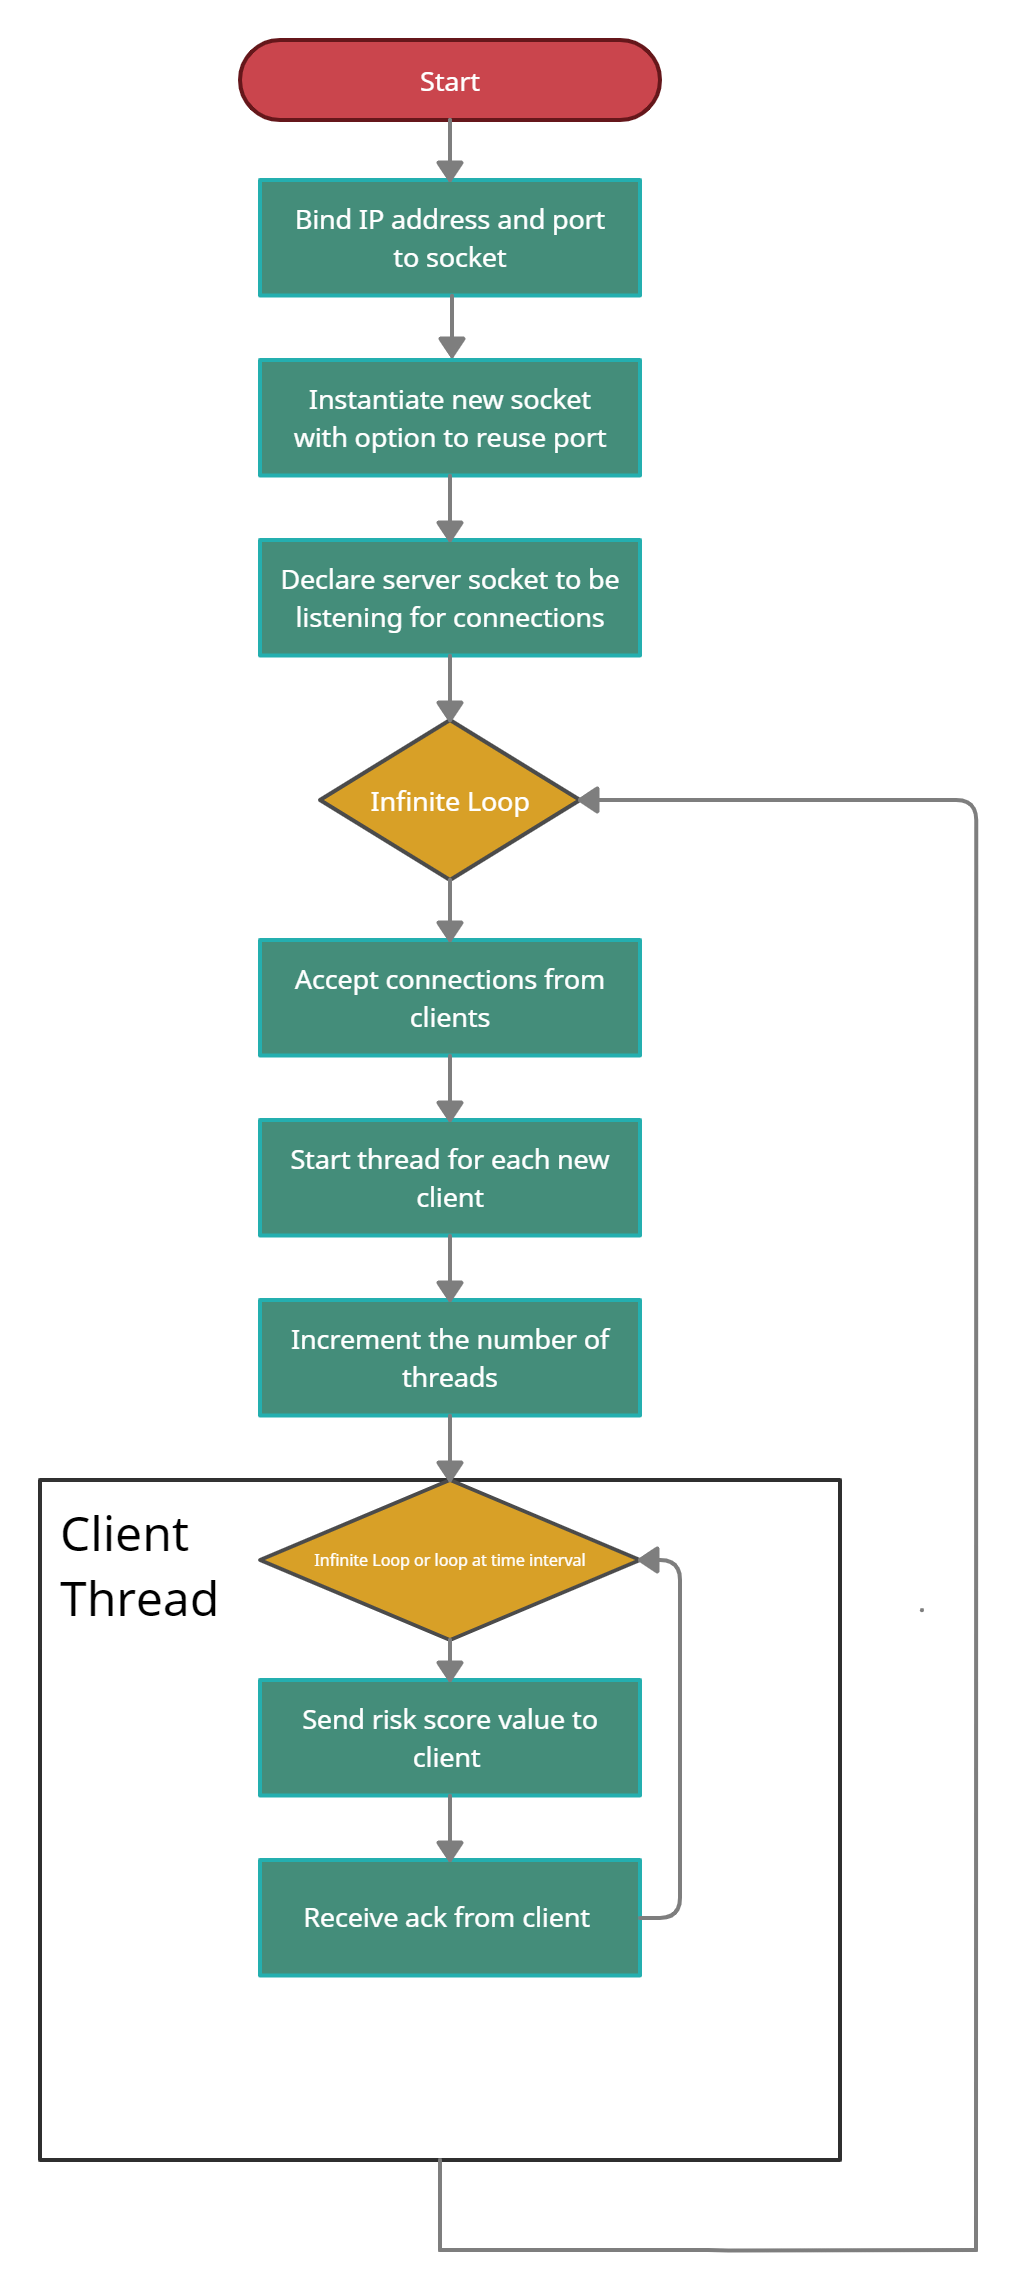 Start
Bind IP address and port
to socket
Instantiate new socket
with option to reuse port
Declare server socket to be
listening for connections
Infinite Loop
Accept connections from
clients
Start thread for each new
client
Increment the number of
threads
Client
Thread
Infinite Loop or loop at time interval
Send risk score value to
client
Receive ack from client